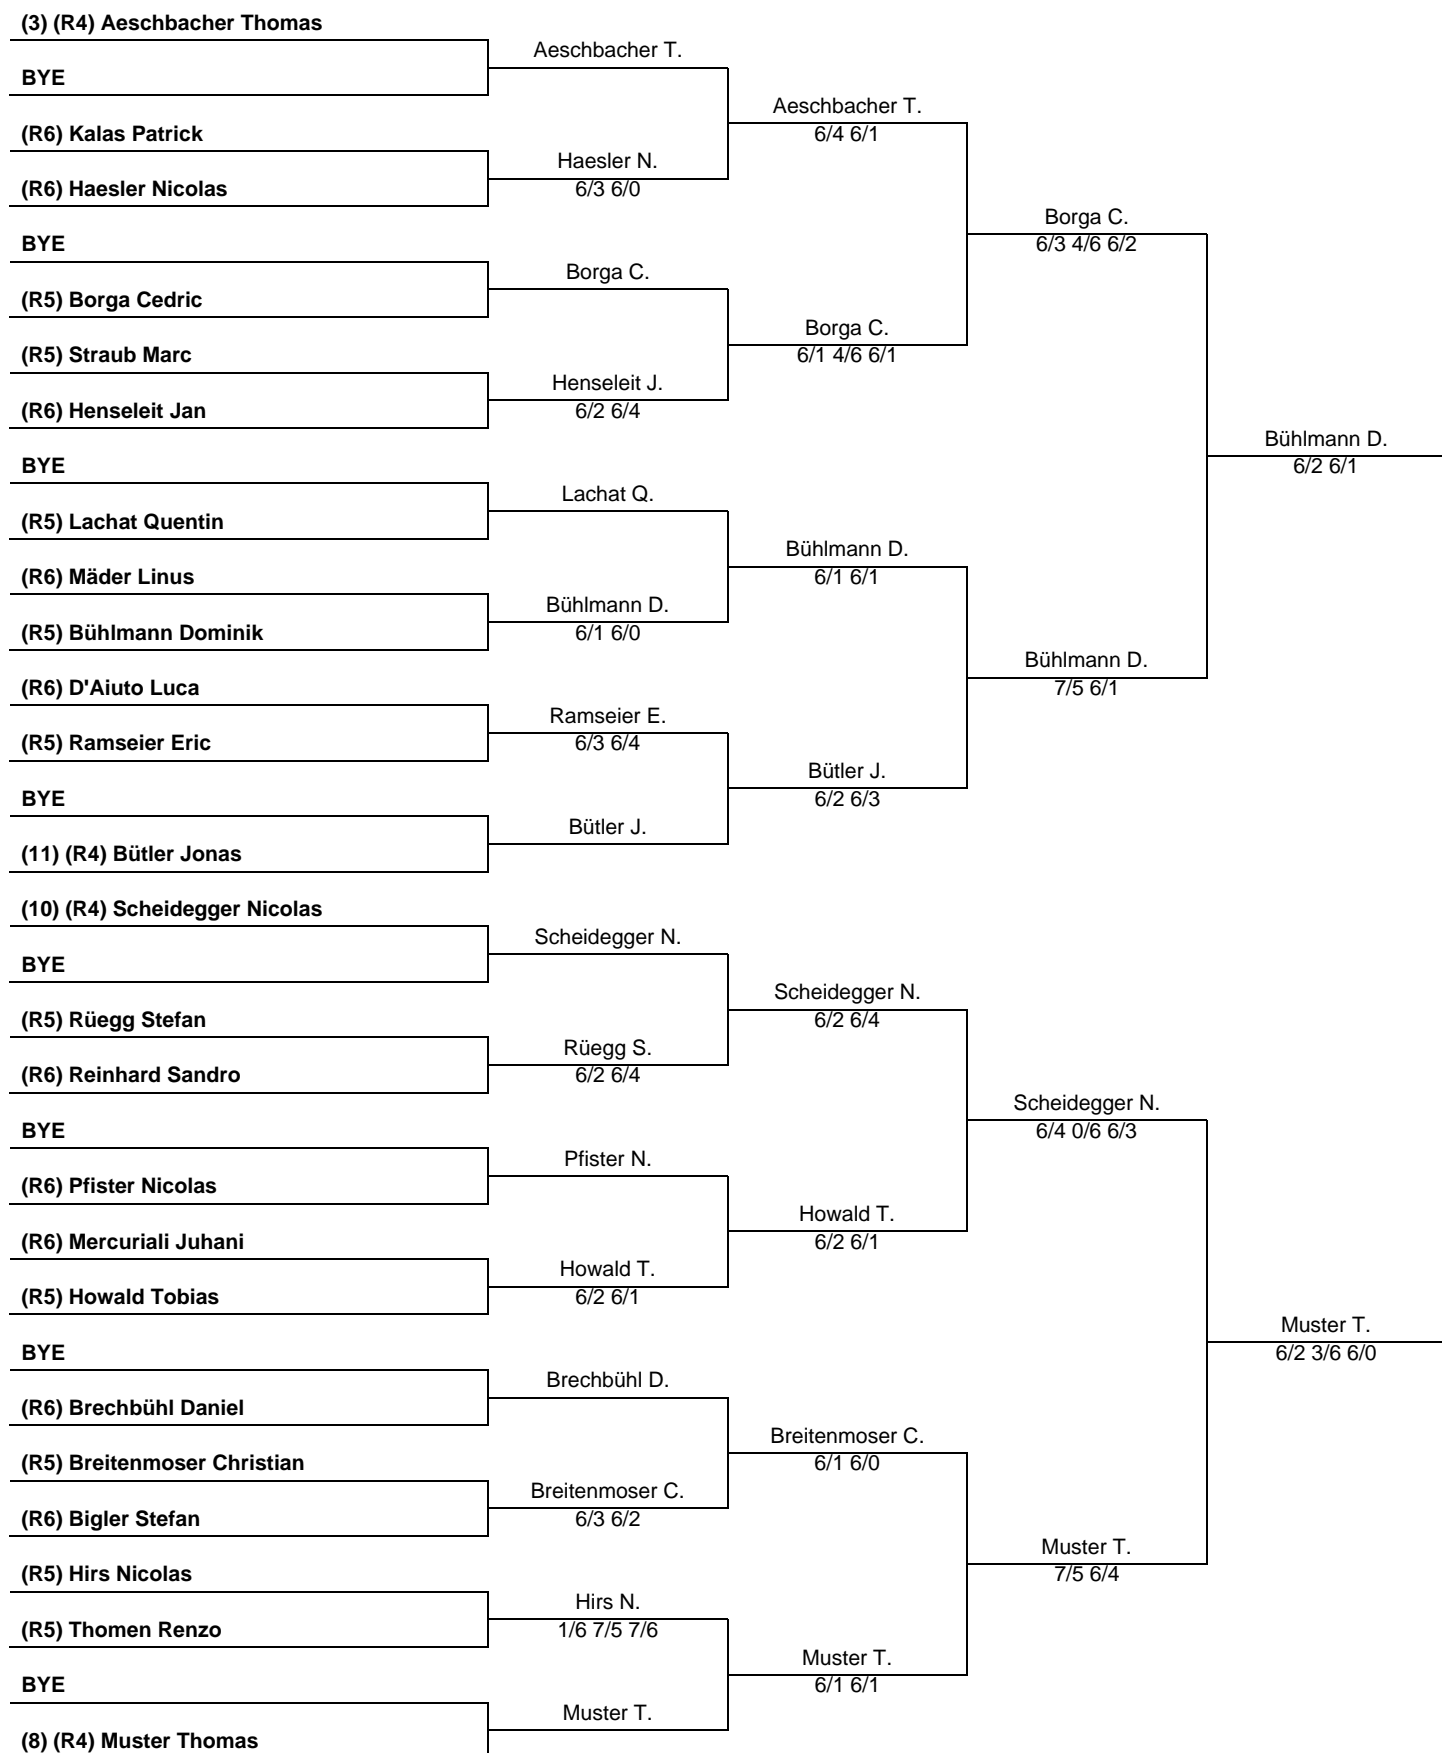 (3) (R4) Aeschbacher Thomas
BYE
(R6) Kalas Patrick
(R6) Haesler Nicolas
BYE
(R5) Borga Cedric
(R5) Straub Marc
(R6) Henseleit Jan
BYE
(R5) Lachat Quentin
(R6) Mäder Linus
(R5) Bühlmann Dominik
(R6) D'Aiuto Luca
(R5) Ramseier Eric
BYE
(11) (R4) Bütler Jonas
(10) (R4) Scheidegger Nicolas
BYE
(R5) Rüegg Stefan
(R6) Reinhard Sandro
BYE
(R6) Pfister Nicolas
(R6) Mercuriali Juhani
(R5) Howald Tobias
BYE
(R6) Brechbühl Daniel
(R5) Breitenmoser Christian
(R6) Bigler Stefan
(R5) Hirs Nicolas
(R5) Thomen Renzo
BYE
(8) (R4) Muster Thomas
Aeschbacher T.
Haesler N.
6/3 6/0
Borga C.
Henseleit J.
6/2 6/4
Lachat Q.
Bühlmann D.
6/1 6/0
Ramseier E.
6/3 6/4
Bütler J.
Scheidegger N.
Rüegg S.
6/2 6/4
Pfister N.
Howald T.
6/2 6/1
Brechbühl D.
Breitenmoser C.
6/3 6/2
Hirs N.
1/6 7/5 7/6
Muster T.
Aeschbacher T.
6/4 6/1
Borga C.
6/1 4/6 6/1
Bühlmann D.
6/1 6/1
Bütler J.
6/2 6/3
Scheidegger N.
6/2 6/4
Howald T.
6/2 6/1
Breitenmoser C.
6/1 6/0
Muster T.
6/1 6/1
Borga C.
6/3 4/6 6/2
Bühlmann D.
7/5 6/1
Scheidegger N.
6/4 0/6 6/3
Muster T.
7/5 6/4
Bühlmann D.
6/2 6/1
Muster T.
6/2 3/6 6/0